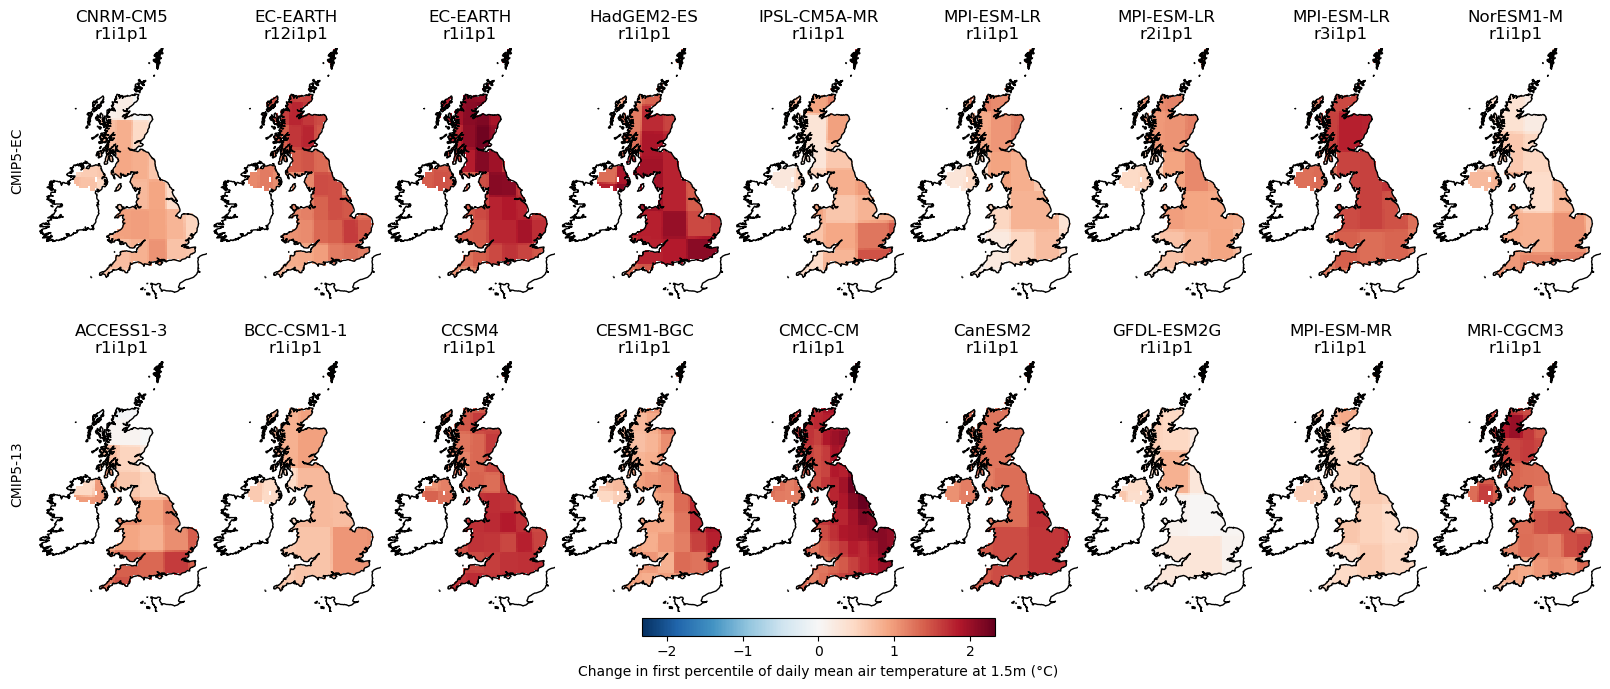 CNRM-CM5
r1i1p1
EC-EARTH
r12i1p1
EC-EARTH
r1i1p1
HadGEM2-ES
r1i1p1
IPSL-CM5A-MR
r1i1p1
MPI-ESM-LR
r1i1p1
MPI-ESM-LR
r2i1p1
MPI-ESM-LR
r3i1p1
NorESM1-M
r1i1p1
CMIP5-EC
ACCESS1-3
r1i1p1
BCC-CSM1-1
r1i1p1
CCSM4
r1i1p1
CESM1-BGC
r1i1p1
CMCC-CM
r1i1p1
CanESM2
r1i1p1
GFDL-ESM2G
r1i1p1
MPI-ESM-MR
r1i1p1
MRI-CGCM3
r1i1p1
CMIP5-13
−2 −1 0 1 2
Change in first percentile of daily mean air temperature at 1.5m (°C)